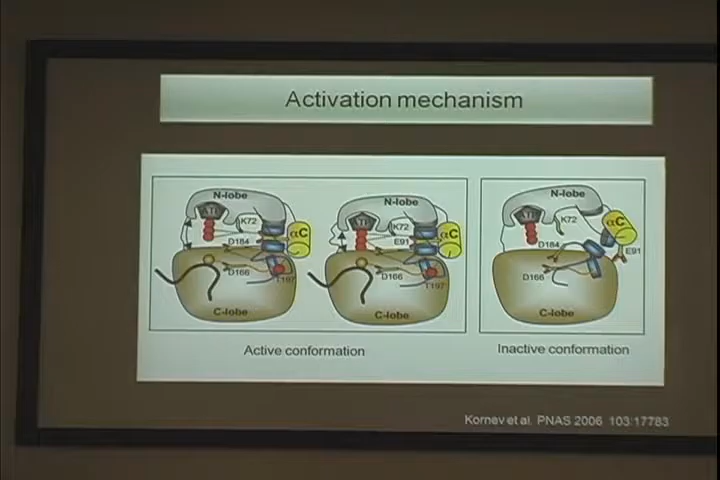 Activation mechanism
N-lobe
K72
D184
αC
D166
T197
C-lobe
N-lobe
K72
E91
αC
D166
T197
C-lobe
N-lobe
K72
αC
D184
E91
D166
C-lobe
Active conformation
Inactive conformation
Kornev et al. PNAS 2006 103:17783